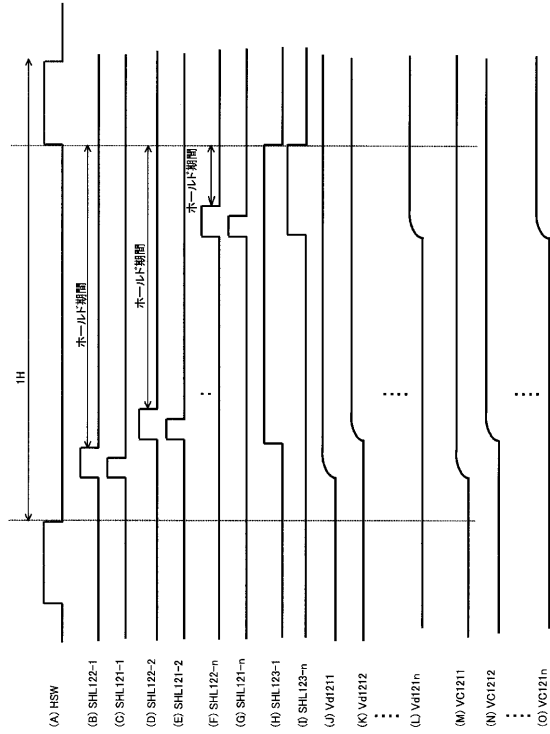 1H
(A) HSW
ホールド期間
(B) SHL122-1
(C) SHL121-1
ホールド期間
(D) SHL122-2
(E) SHL121-2
ホールド期間
(F) SHL122-n
(G) SHL121-n
(H) SHL123-1
(I) SHL123-n
(J) Vd1211
(K) Vd1212
(L) Vd121n
(M) VC1211
(N) VC1212
(O) VC121n